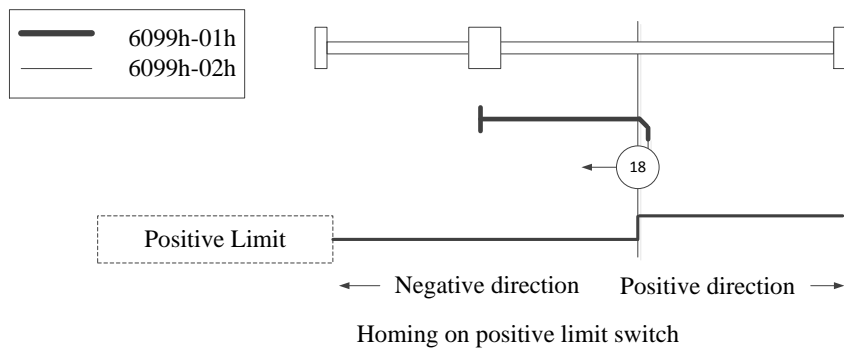 6099h-01h
6099h-02h
18
Positive Limit
Negative direction
Positive direction
Homing on positive limit switch